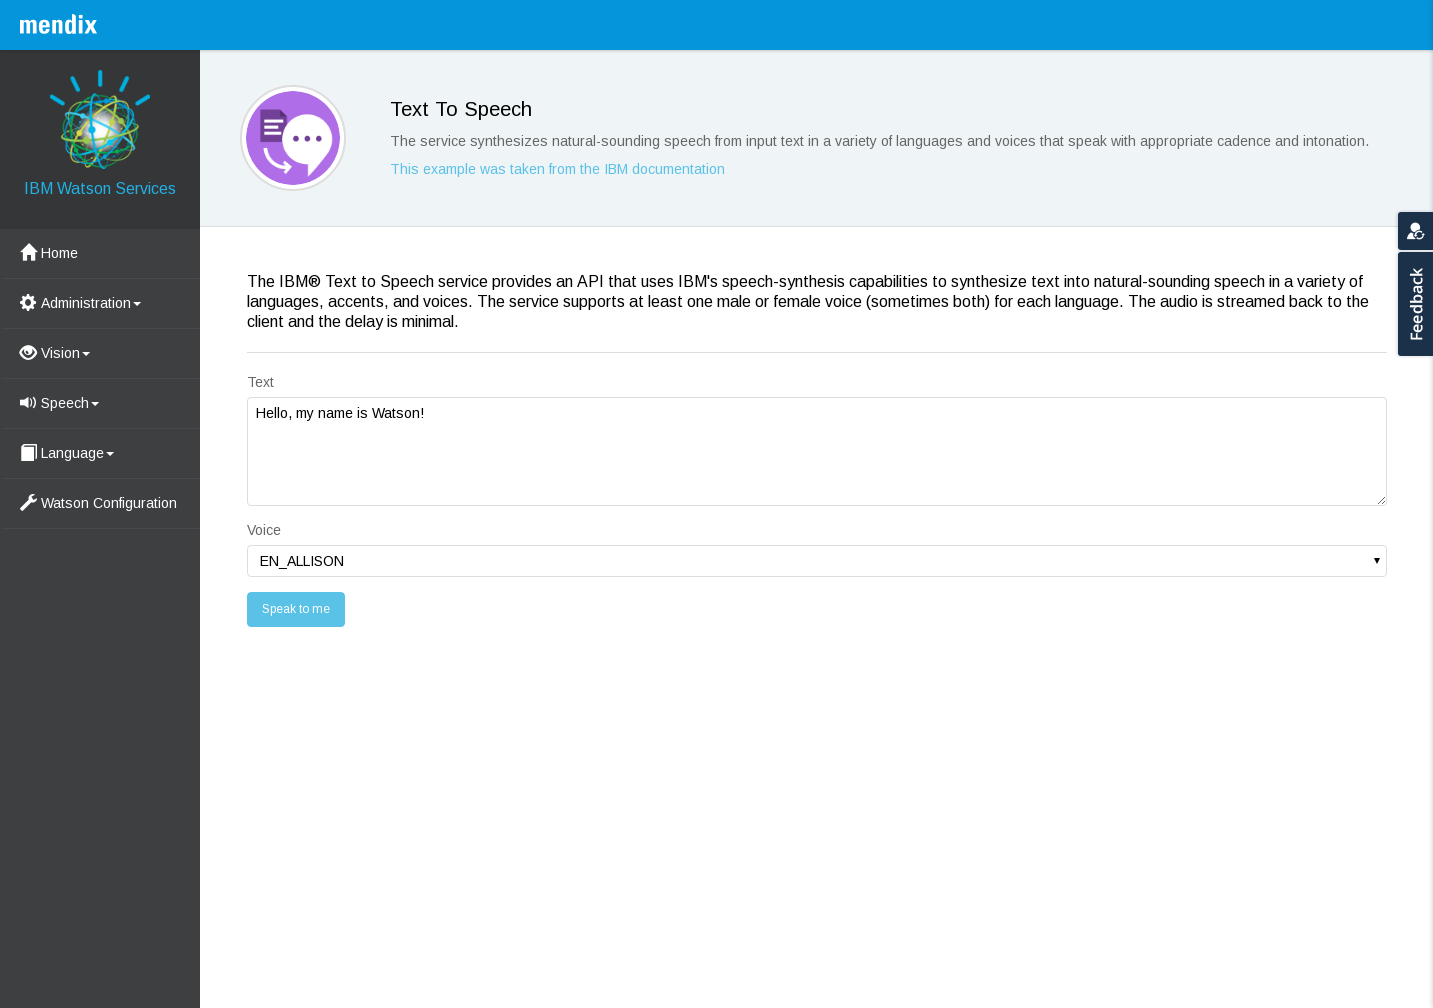 mendix
IBM Watson Services
Home
Administration
Vision
Speech
Language
Watson Configuration
Text To Speech
The service synthesizes natural-sounding speech from input text in a variety of languages and voices that speak with appropriate cadence and intonation.
This example was taken from the IBM documentation
The IBM® Text to Speech service provides an API that uses IBM's speech-synthesis capabilities to synthesize text into natural-sounding speech in a variety of
languages, accents, and voices. The service supports at least one male or female voice (sometimes both) for each language. The audio is streamed back to the
client and the delay is minimal.
Text
Hello, my name is Watson!
Voice
EN_ALLISON
Speak to me
Feedback